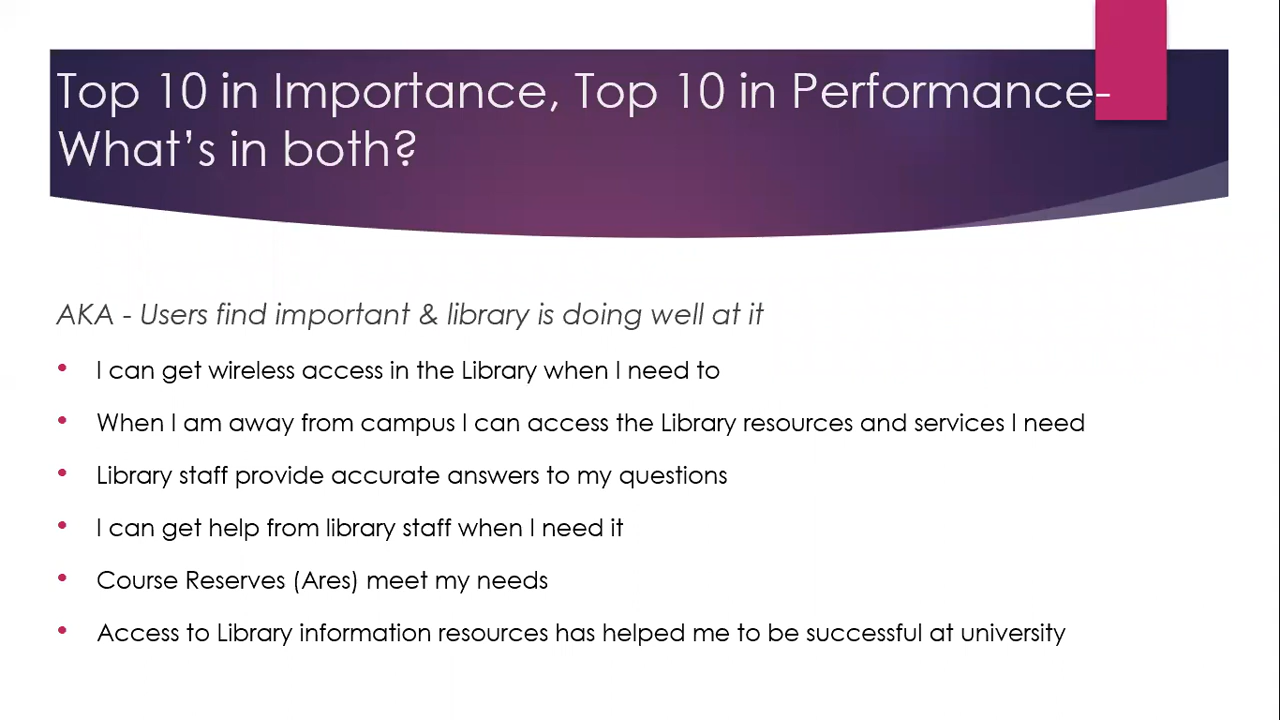 Top 10 in Importance, Top 10 in Performance-
What's in both?
AKA - Users find important & library is doing well at it
• I can get wireless access in the Library when I need to
• When I am away from campus I can access the Library resources and services I need
• Library staff provide accurate answers to my questions
• I can get help from library staff when I need it
• Course Reserves (Ares) meet my needs
• Access to Library information resources has helped me to be successful at university